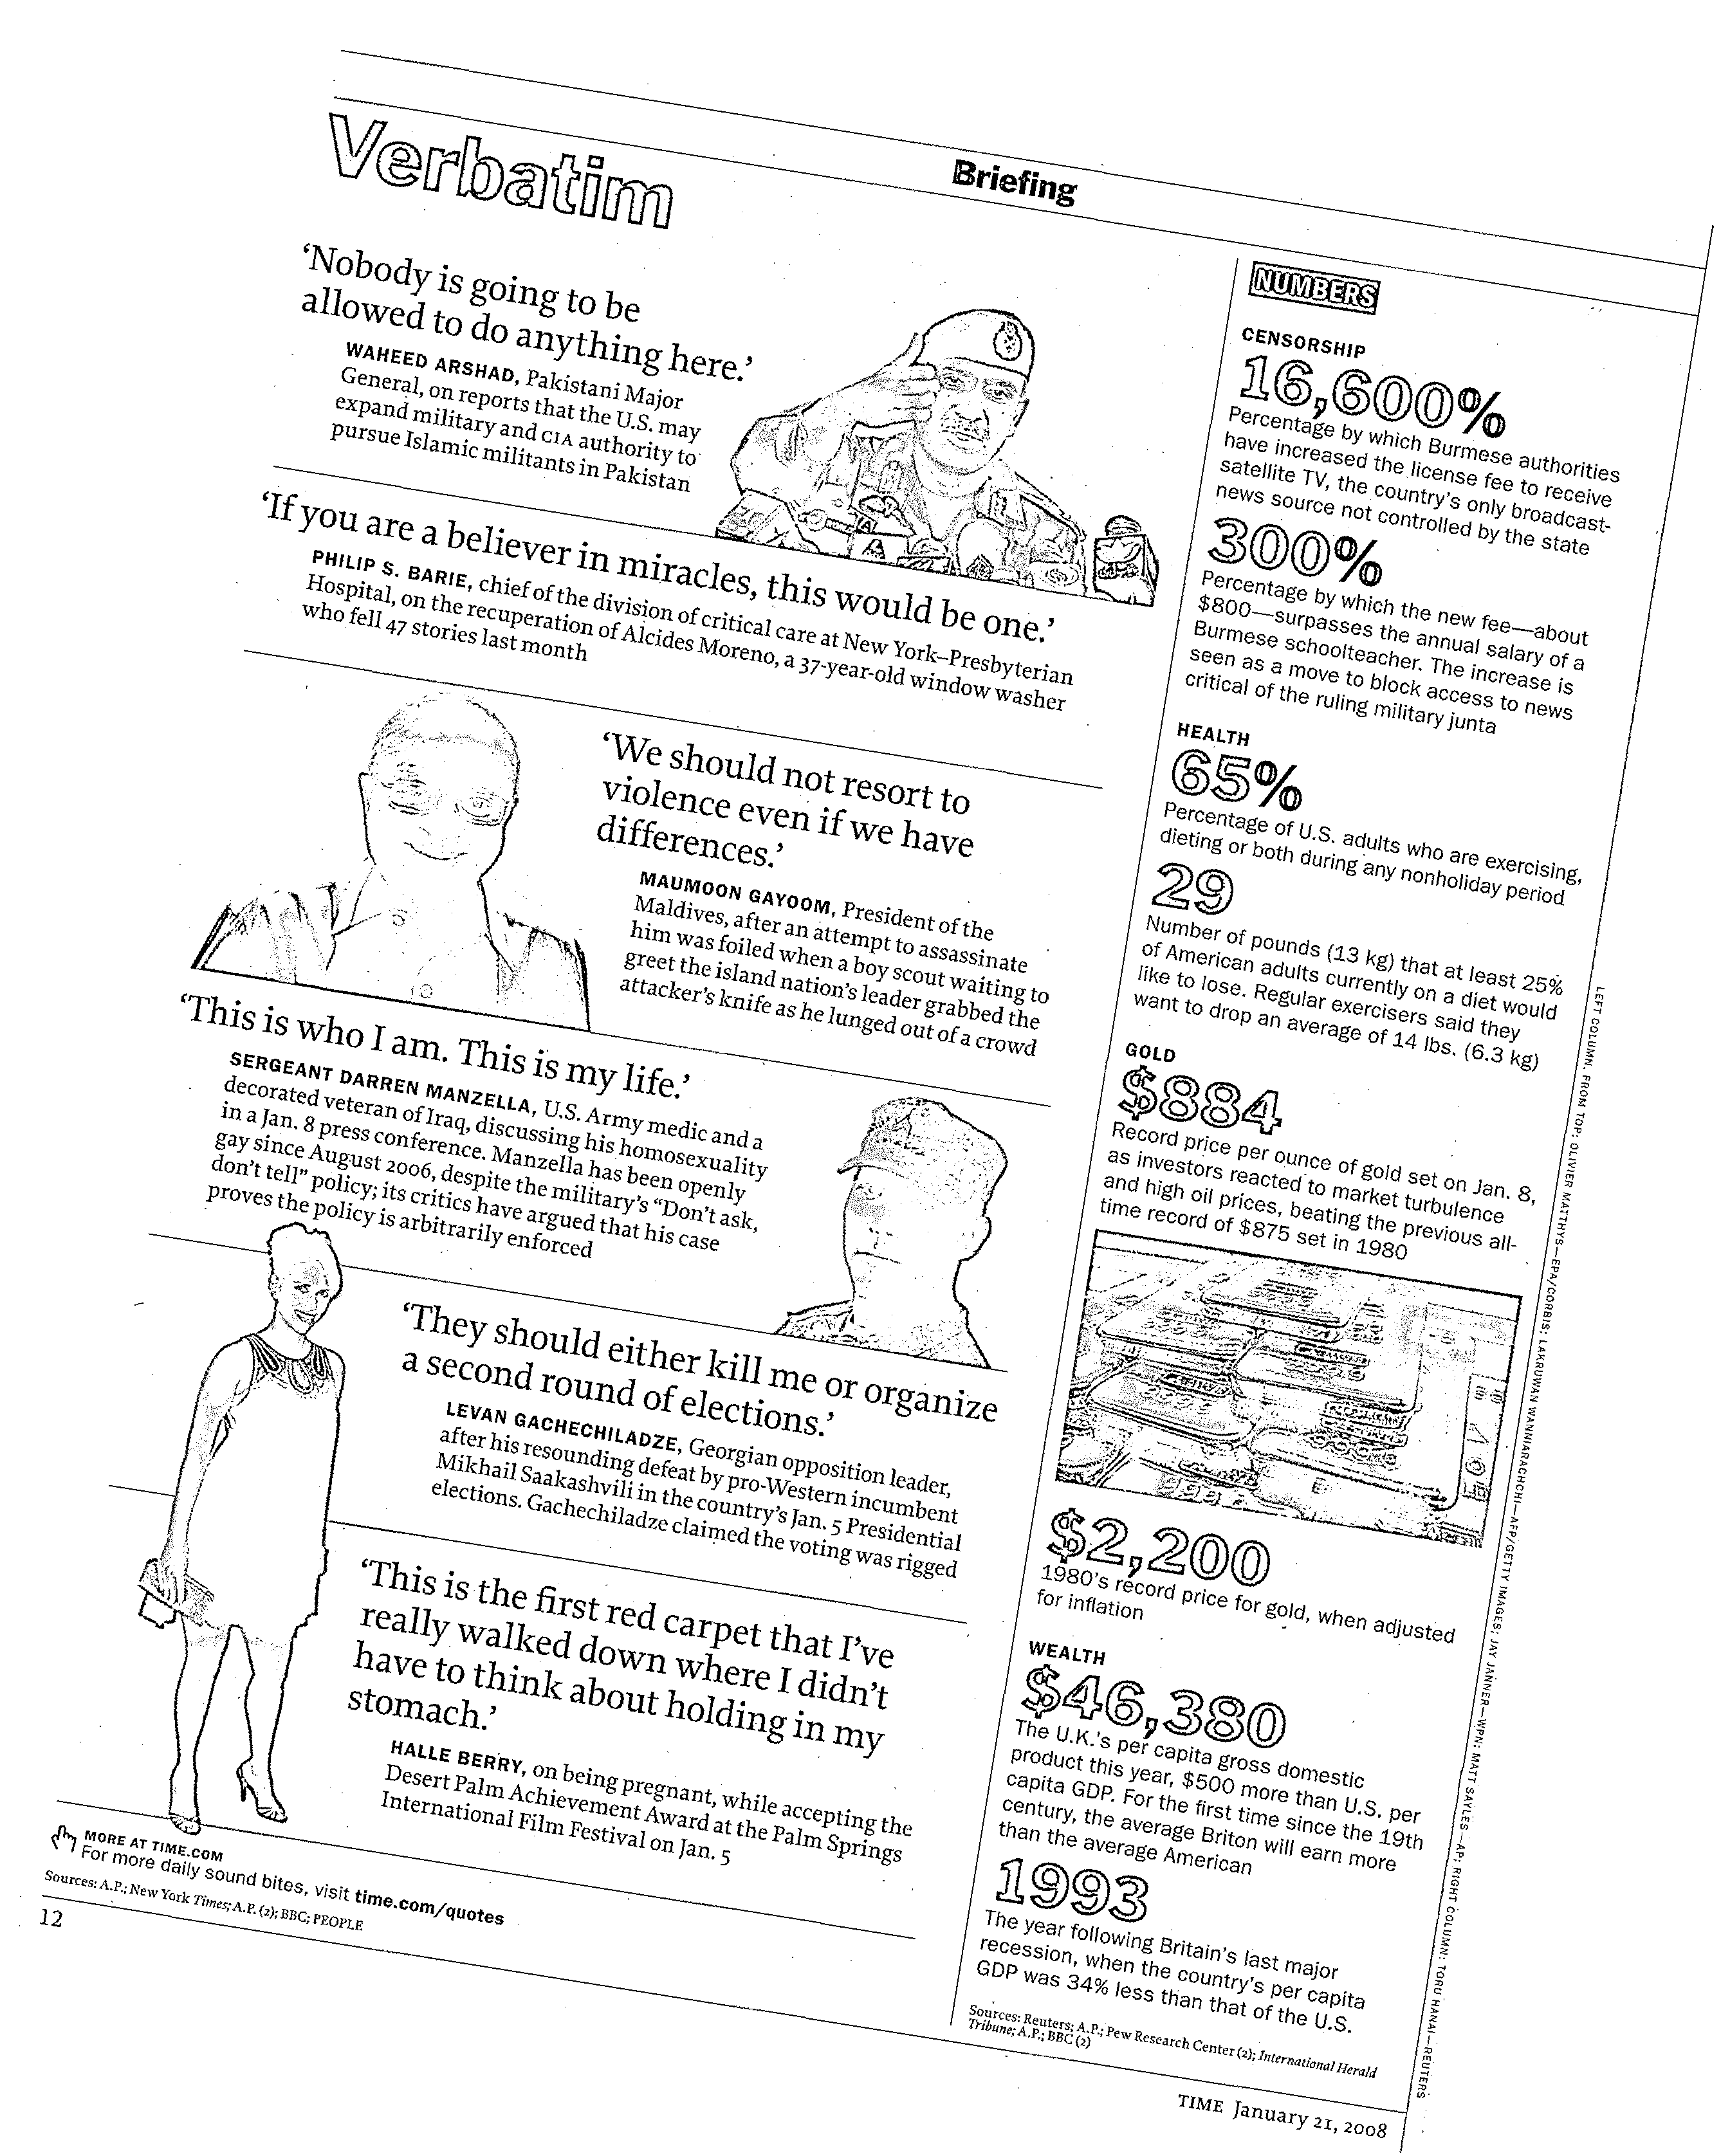 Briefing
Verbatim
‘Nobody is going to be
allowed to do anything here.’
WAHEED ARSHAD, Pakistani Major
General, on reports that the U.S. may
expand military and CIA authority to
pursue Islamic militants in Pakistan
‘If you are a believer in miracles, this would be one.’
PHILIP S. BARIE, chief of the division of critical care at New York–Presbyterian
Hospital, on the recuperation of Alcides Moreno, a 37-year-old window washer
who fell 47 stories last month
‘We should not resort to
violence even if we have
differences.’
MAUMOON GAYOOM, President of the
Maldives, after an attempt to assassinate
him was foiled when a boy scout waiting to
greet the island nation’s leader grabbed the
attacker’s knife as he lunged out of a crowd
‘This is who I am. This is my life.’
SERGEANT DARREN MANZELLA, U.S. Army medic and a
decorated veteran of Iraq, discussing his homosexuality
in a Jan. 8 press conference. Manzella has been openly
gay since August 2006, despite the military’s “Don’t ask,
don’t tell” policy; its critics have argued that his case
proves the policy is arbitrarily enforced
‘They should either kill me or organize
a second round of elections.’
LEVAN GACHECHILADZE, Georgian opposition leader,
after his resounding defeat by pro-Western incumbent
Mikhail Saakashvili in the country’s Jan. 5 Presidential
elections. Gachechiladze claimed the voting was rigged
‘This is the first red carpet that I’ve
really walked down where I didn’t
have to think about holding in my
stomach.’
HALLE BERRY, on being pregnant, while accepting the
Desert Palm Achievement Award at the Palm Springs
International Film Festival on Jan. 5
MORE AT TIME.COM
For more daily sound bites, visit time.com/quotes
Sources: A.P.; New York Times; A.P. (2); BBC; PEOPLE
12
NUMBERS
CENSORSHIP
16,600%
Percentage by which Burmese authorities
have increased the license fee to receive
satellite TV, the country’s only broadcast-
news source not controlled by the state
300%
Percentage by which the new fee—about
$800—surpasses the annual salary of a
Burmese schoolteacher. The increase is
seen as a move to block access to news
critical of the ruling military junta
HEALTH
65%
Percentage of U.S. adults who are exercising,
dieting or both during any nonholiday period
29
Number of pounds (13 kg) that at least 25%
of American adults currently on a diet would
like to lose. Regular exercisers said they
want to drop an average of 14 lbs. (6.3 kg)
GOLD
$884
Record price per ounce of gold set on Jan. 8,
as investors reacted to market turbulence
and high oil prices, beating the previous all-
time record of $875 set in 1980
$2,200
1980’s record price for gold, when adjusted
for inflation
WEALTH
$46,380
The U.K.’s per capita gross domestic
product this year, $500 more than U.S. per
capita GDP. For the first time since the 19th
century, the average Briton will earn more
than the average American
1993
The year following Britain’s last major
recession, when the country’s per capita
GDP was 34% less than that of the U.S.
Sources: Reuters; A.P.; Pew Research Center (2); International Herald
Tribune; A.P.; BBC (2)
LEFT COLUMN, FROM TOP: OLIVIER MATTHYS—EPA/CORBIS; LAKRUWAN WANNIARACHCHI—AFP/GETTY IMAGES; JAY JANNER—WPN; MATT SAYLES—AP; RIGHT COLUMN: TORU HANAI—REUTERS
TIME January 21, 2008